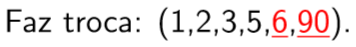 Faz troca: (1,2,3,5,6,90).